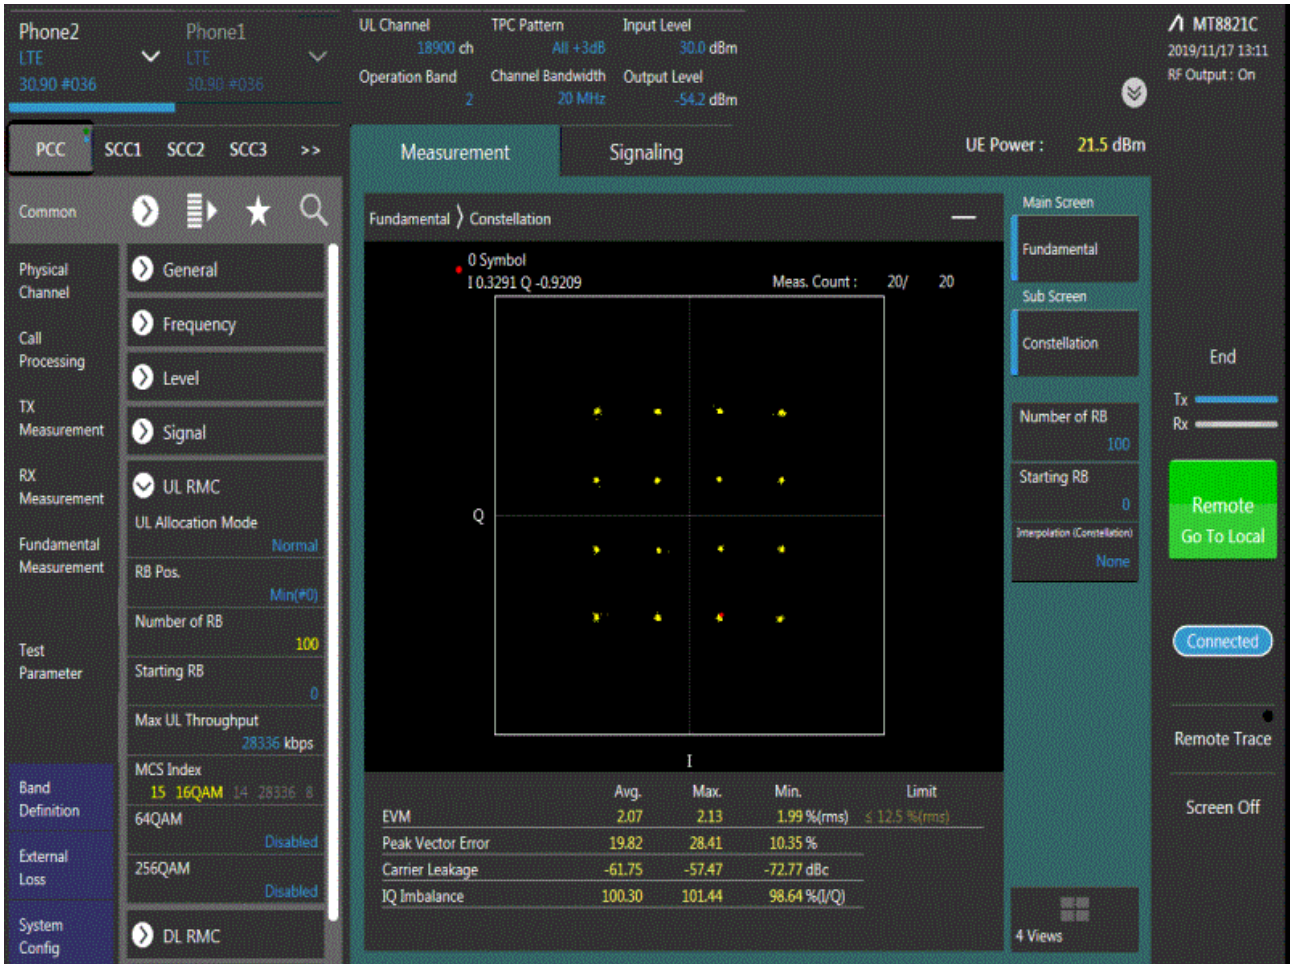 Phone2
LTE
30.90 #036
Phone1
LTE
30.90 #036
UL Channel
18900 ch
TPC Pattern
All +3dB
Input Level
30.0 dBm
Operation Band
2
Channel Bandwidth
20 MHz
Output Level
-54.2 dBm
MT8821C
2019/11/17 13:11
RF Output : On
PCC SCC1 SCC2 SCC3 >>
Measurement
Signaling
UE Power : 21.5 dBm
Common
Physical
Channel
Call
Processing
TX
Measurement
RX
Measurement
Fundamental
Measurement
Test
Parameter
Band
Definition
External
Loss
System
Config
General
Frequency
Level
Signal
UL RMC
UL Allocation Mode
Normal
RB Pos.
Min(#0)
Number of RB
100
Starting RB
0
Max UL Throughput
28336 kbps
MCS Index
15 16QAM 14 28336 8
64QAM
Disabled
256QAM
Disabled
DL RMC
Fundamental 〉 Constellation
0 Symbol
I 0.3291 Q -0.9209
Meas. Count : 20/ 20
Q
I
Avg. Max. Min. Limit
EVM 2.07 2.13 1.99 %(rms) ≤ 12.5 %(rms)
Peak Vector Error 19.82 28.41 10.35 %
Carrier Leakage -61.75 -57.47 -72.77 dBc
IQ Imbalance 100.30 101.44 98.64 %(I/Q)
Main Screen
Fundamental
Sub Screen
Constellation
Number of RB
100
Starting RB
0
Interpolation (Constellation)
None
4 Views
End
Tx
Rx
Remote
Go To Local
Connected
Remote Trace
Screen Off